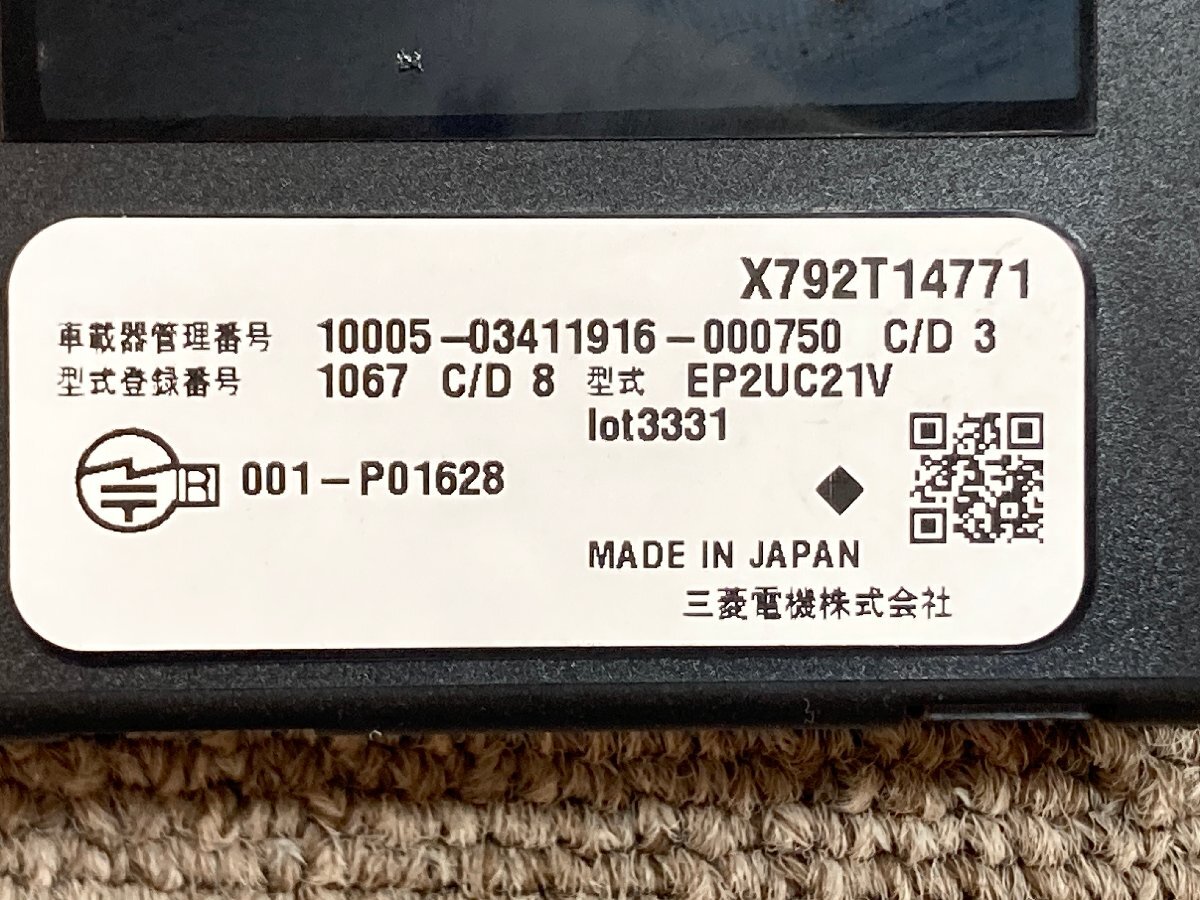 X792T14771
車載器管理番号 10005-03411916-000750 C/D 3
型式登録番号 1067 C/D 8 型式 EP2UC21V
lot3331
R 001-P01628
MADE IN JAPAN
三菱電機株式会社